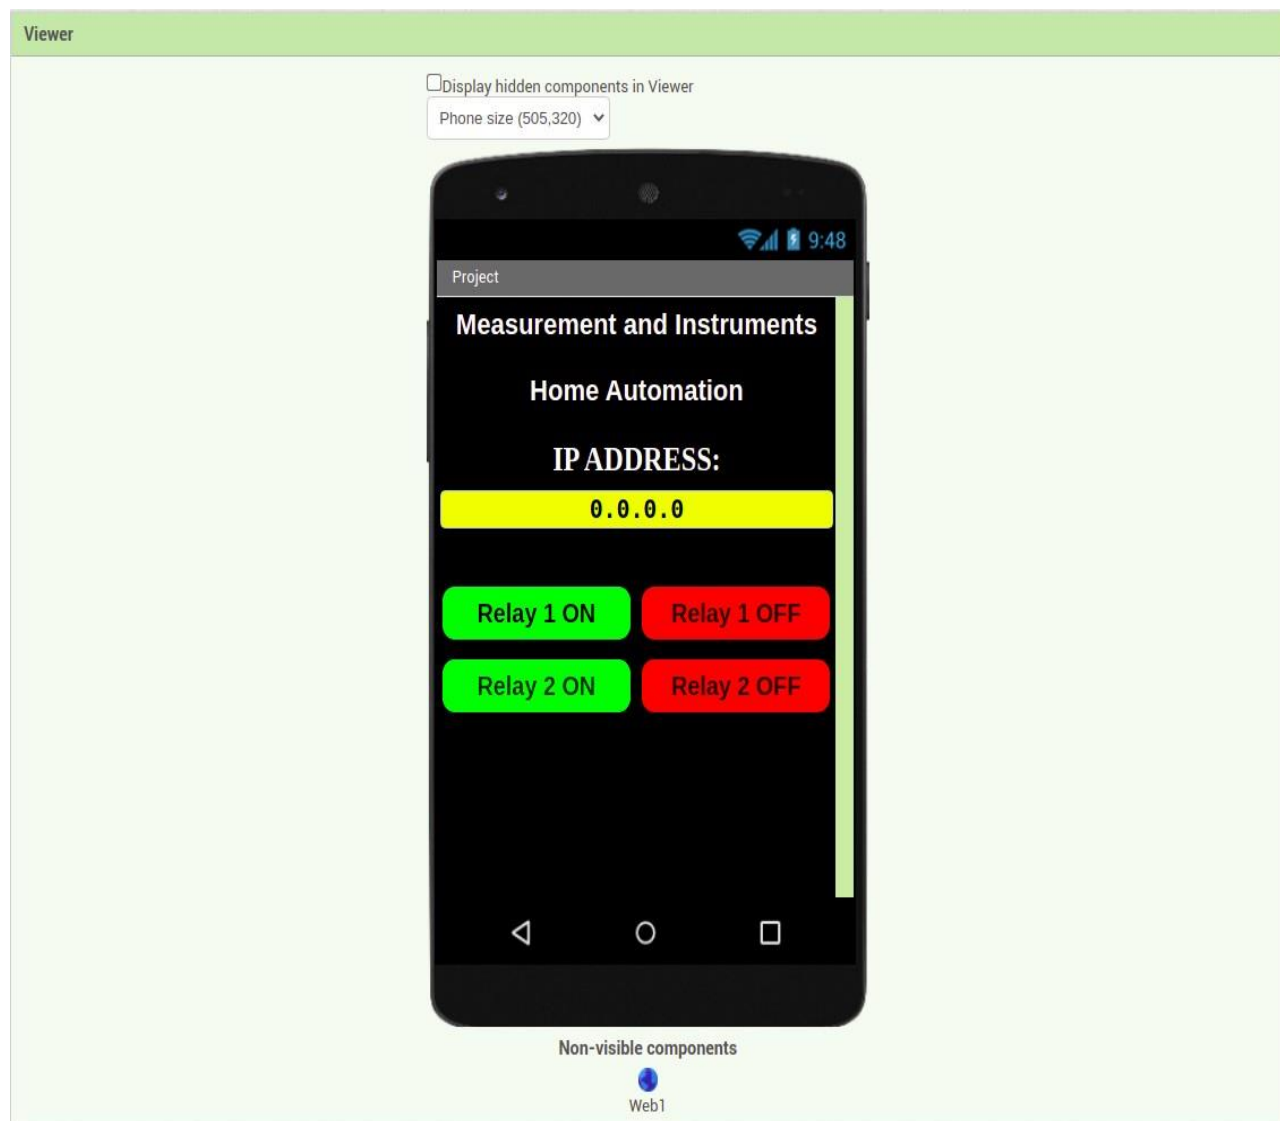 Viewer
Display hidden components in Viewer
Phone size (505,320)
9:48
Project
Measurement and Instruments
Home Automation
IP ADDRESS:
0.0.0.0
Relay 1 ON Relay 1 OFF
Relay 2 ON Relay 2 OFF
Non-visible components
Web1